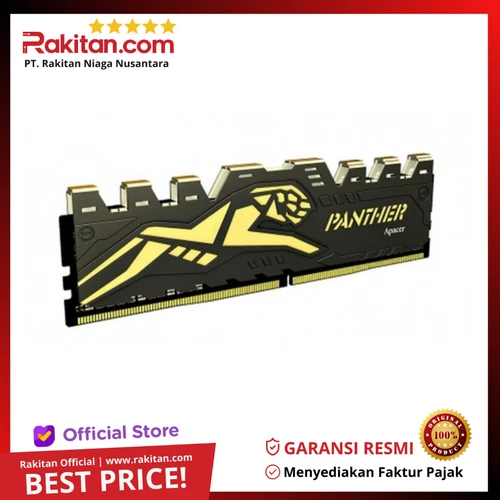 Rakitan.com
PT. Rakitan Niaga Nusantara
PANTHER
Apacer
Official Store
Rakitan Official | www.rakitan.com
BEST PRICE!
GARANSI RESMI
Menyediakan Faktur Pajak
ORIGINAL
100%
PRODUCT